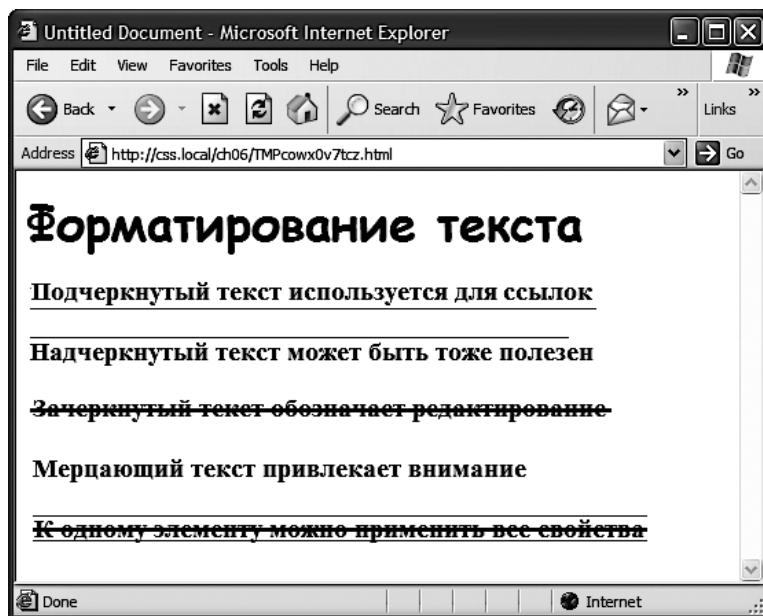 Untitled Document - Microsoft Internet Explorer
File Edit View Favorites Tools Help
Back Search Favorites Links
Address http://css.local/ch06/TMPcowx0v7tcz.html Go
Форматирование текста
Подчеркнутый текст используется для ссылок
Надчеркнутый текст может быть тоже полезен
Зачеркнутый текст обозначает редактирование
Мерцающий текст привлекает внимание
К одному элементу можно применить все свойства
Done Internet